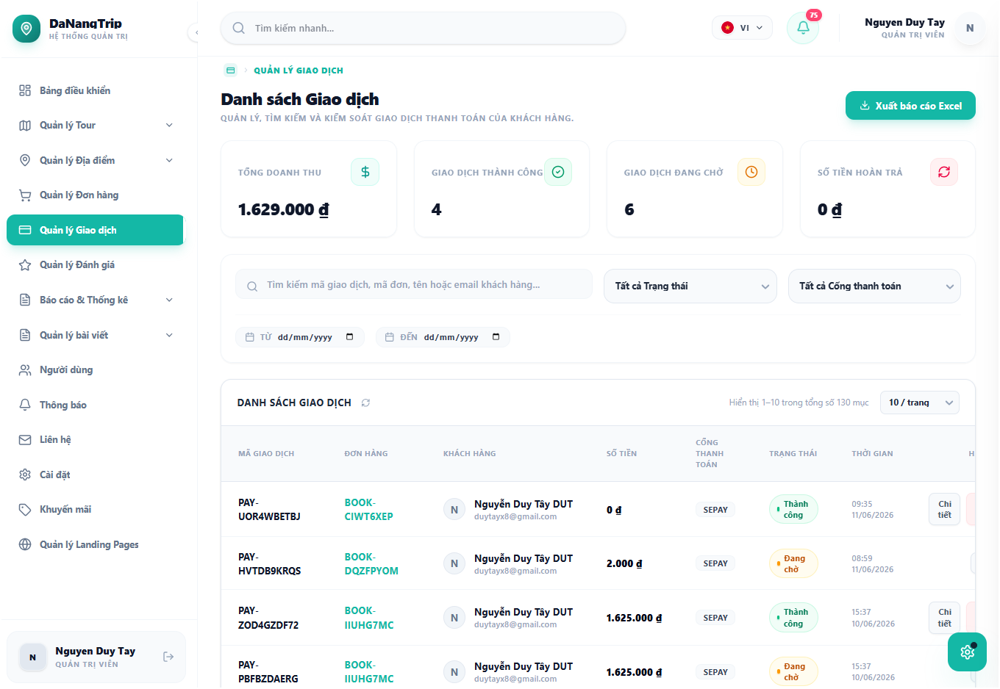 DaNangTrip
HỆ THỐNG QUẢN TRỊ
Tìm kiếm nhanh...
VI
75
Nguyen Duy Tay
QUẢN TRỊ VIÊN
N
Bảng điều khiển
Quản lý Tour
Quản lý Địa điểm
Quản lý Đơn hàng
Quản lý Giao dịch
Quản lý Đánh giá
Báo cáo & Thống kê
Quản lý bài viết
Người dùng
Thông báo
Liên hệ
Cài đặt
Khuyến mãi
Quản lý Landing Pages
N
Nguyen Duy Tay
QUẢN TRỊ VIÊN
QUẢN LÝ GIAO DỊCH
Danh sách Giao dịch
QUẢN LÝ, TÌM KIẾM VÀ KIỂM SOÁT GIAO DỊCH THANH TOÁN CỦA KHÁCH HÀNG.
Xuất báo cáo Excel
TỔNG DOANH THU
1.629.000 ₫
GIAO DỊCH THÀNH CÔNG
4
GIAO DỊCH ĐANG CHỜ
6
SỐ TIỀN HOÀN TRẢ
0 ₫
Tìm kiếm mã giao dịch, mã đơn, tên hoặc email khách hàng...
Tất cả Trạng thái
Tất cả Cổng thanh toán
TỪ dd/mm/yyyy
ĐẾN dd/mm/yyyy
DANH SÁCH GIAO DỊCH
Hiển thị 1–10 trong tổng số 130 mục
10 / trang
MÃ GIAO DỊCH
ĐƠN HÀNG
KHÁCH HÀNG
SỐ TIỀN
CỔNG
THANH
TOÁN
TRẠNG THÁI
THỜI GIAN
H
PAY-
UOR4WBETBJ
BOOK-
CIWT6XEP
N
Nguyễn Duy Tây DUT
duytayx8@gmail.com
0 ₫
SEPAY
Thành
công
09:35
11/06/2026
Chi
tiết
PAY-
HVTDB9KRQS
BOOK-
DQZFPYOM
N
Nguyễn Duy Tây DUT
duytayx8@gmail.com
2.000 ₫
SEPAY
Đang
chờ
08:59
11/06/2026
PAY-
ZOD4GZDF72
BOOK-
IIUHG7MC
N
Nguyễn Duy Tây DUT
duytayx8@gmail.com
1.625.000 ₫
SEPAY
Thành
công
15:37
10/06/2026
Chi
tiết
PAY-
PBFBZDAERG
BOOK-
IIUHG7MC
N
Nguyễn Duy Tây DUT
duytayx8@gmail.com
1.625.000 ₫
SEPAY
Đang
chờ
15:37
10/06/2026